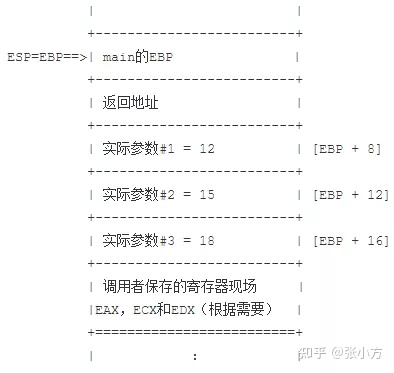 ESP=EBP==>| main的EBP |
| 返回地址 |
| 实际参数#1 = 12 | [EBP + 8]
| 实际参数#2 = 15 | [EBP + 12]
| 实际参数#3 = 18 | [EBP + 16]
| 调用者保存的寄存器现场 |
|EAX, ECX和EDX（根据需要） |
+=========================+
| : |
知乎 @张小方